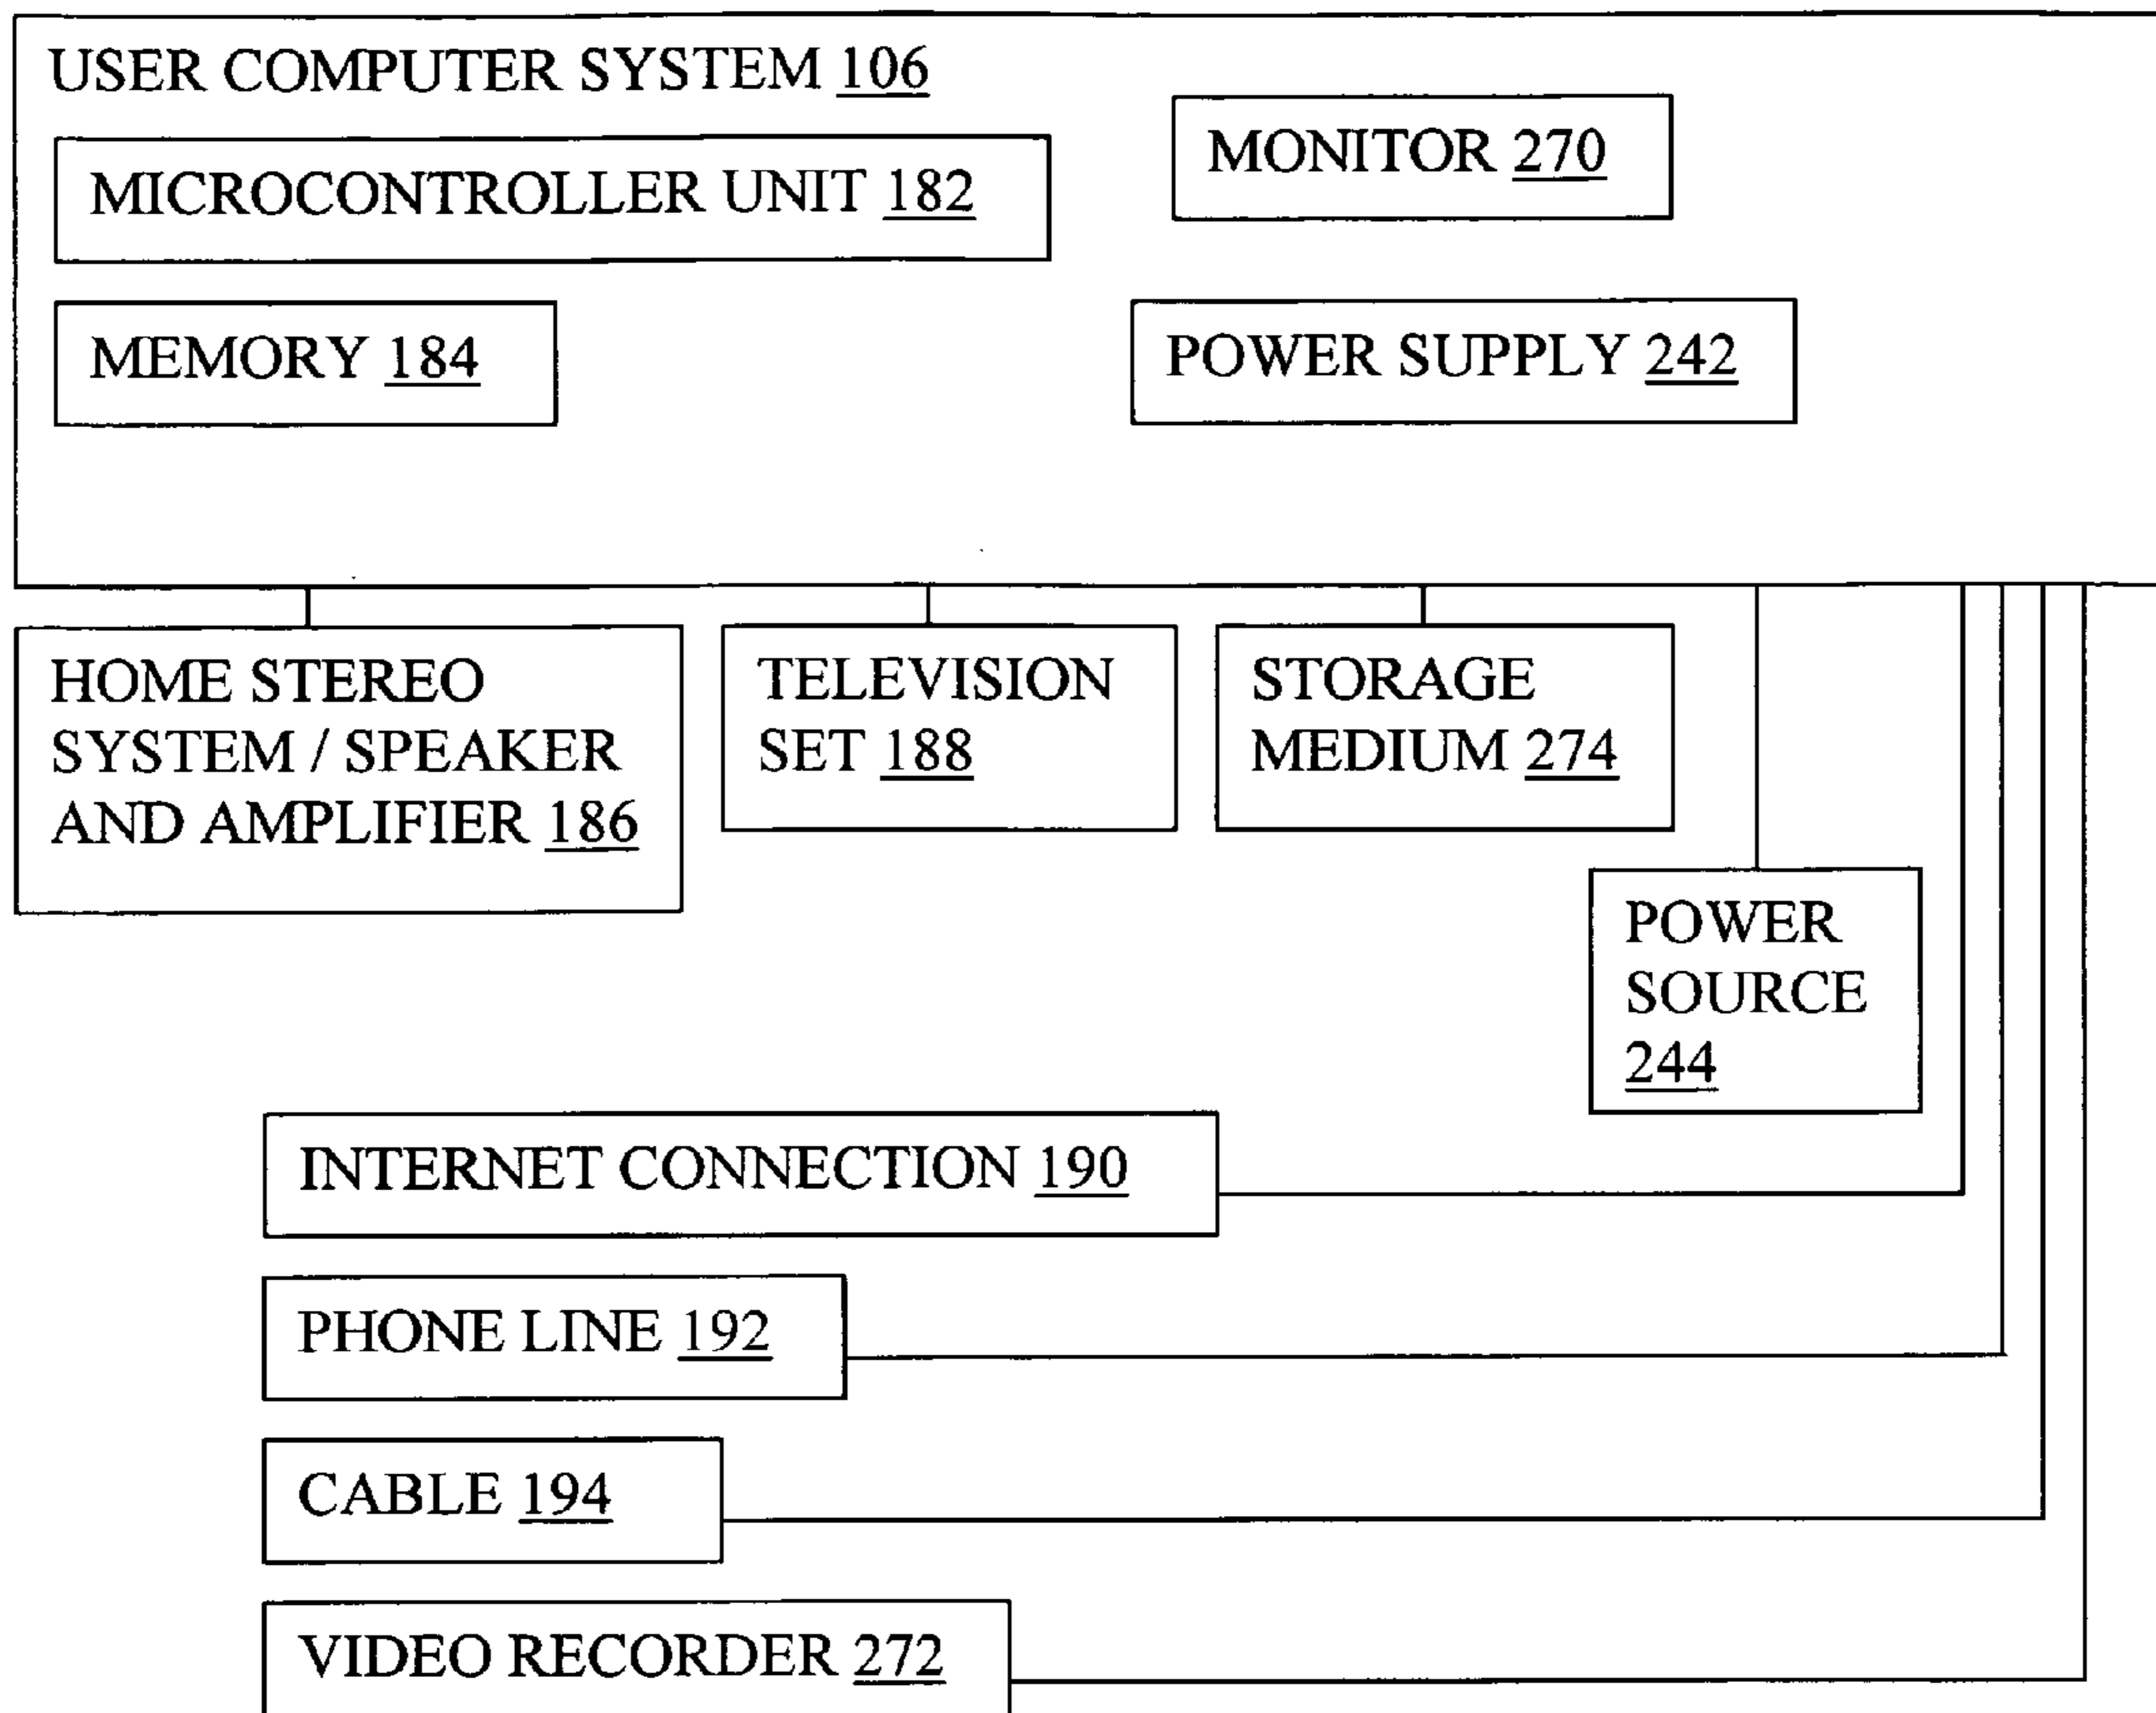 USER COMPUTER SYSTEM 106
MONITOR 270
MICROCONTROLLER UNIT 182
MEMORY 184
POWER SUPPLY 242
HOME STEREO
SYSTEM / SPEAKER
AND AMPLIFIER 186
TELEVISION
SET 188
STORAGE
MEDIUM 274
POWER
SOURCE
244
INTERNET CONNECTION 190
PHONE LINE 192
CABLE 194
VIDEO RECORDER 272